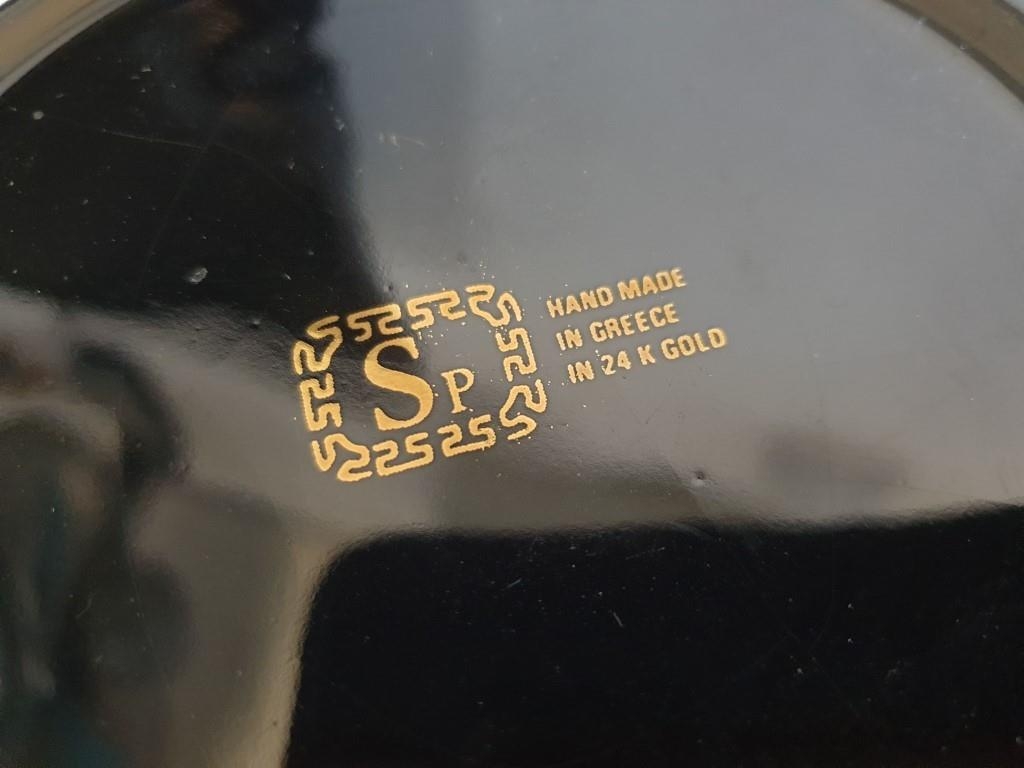 SP
HAND MADE
IN GREECE
IN 24 K GOLD